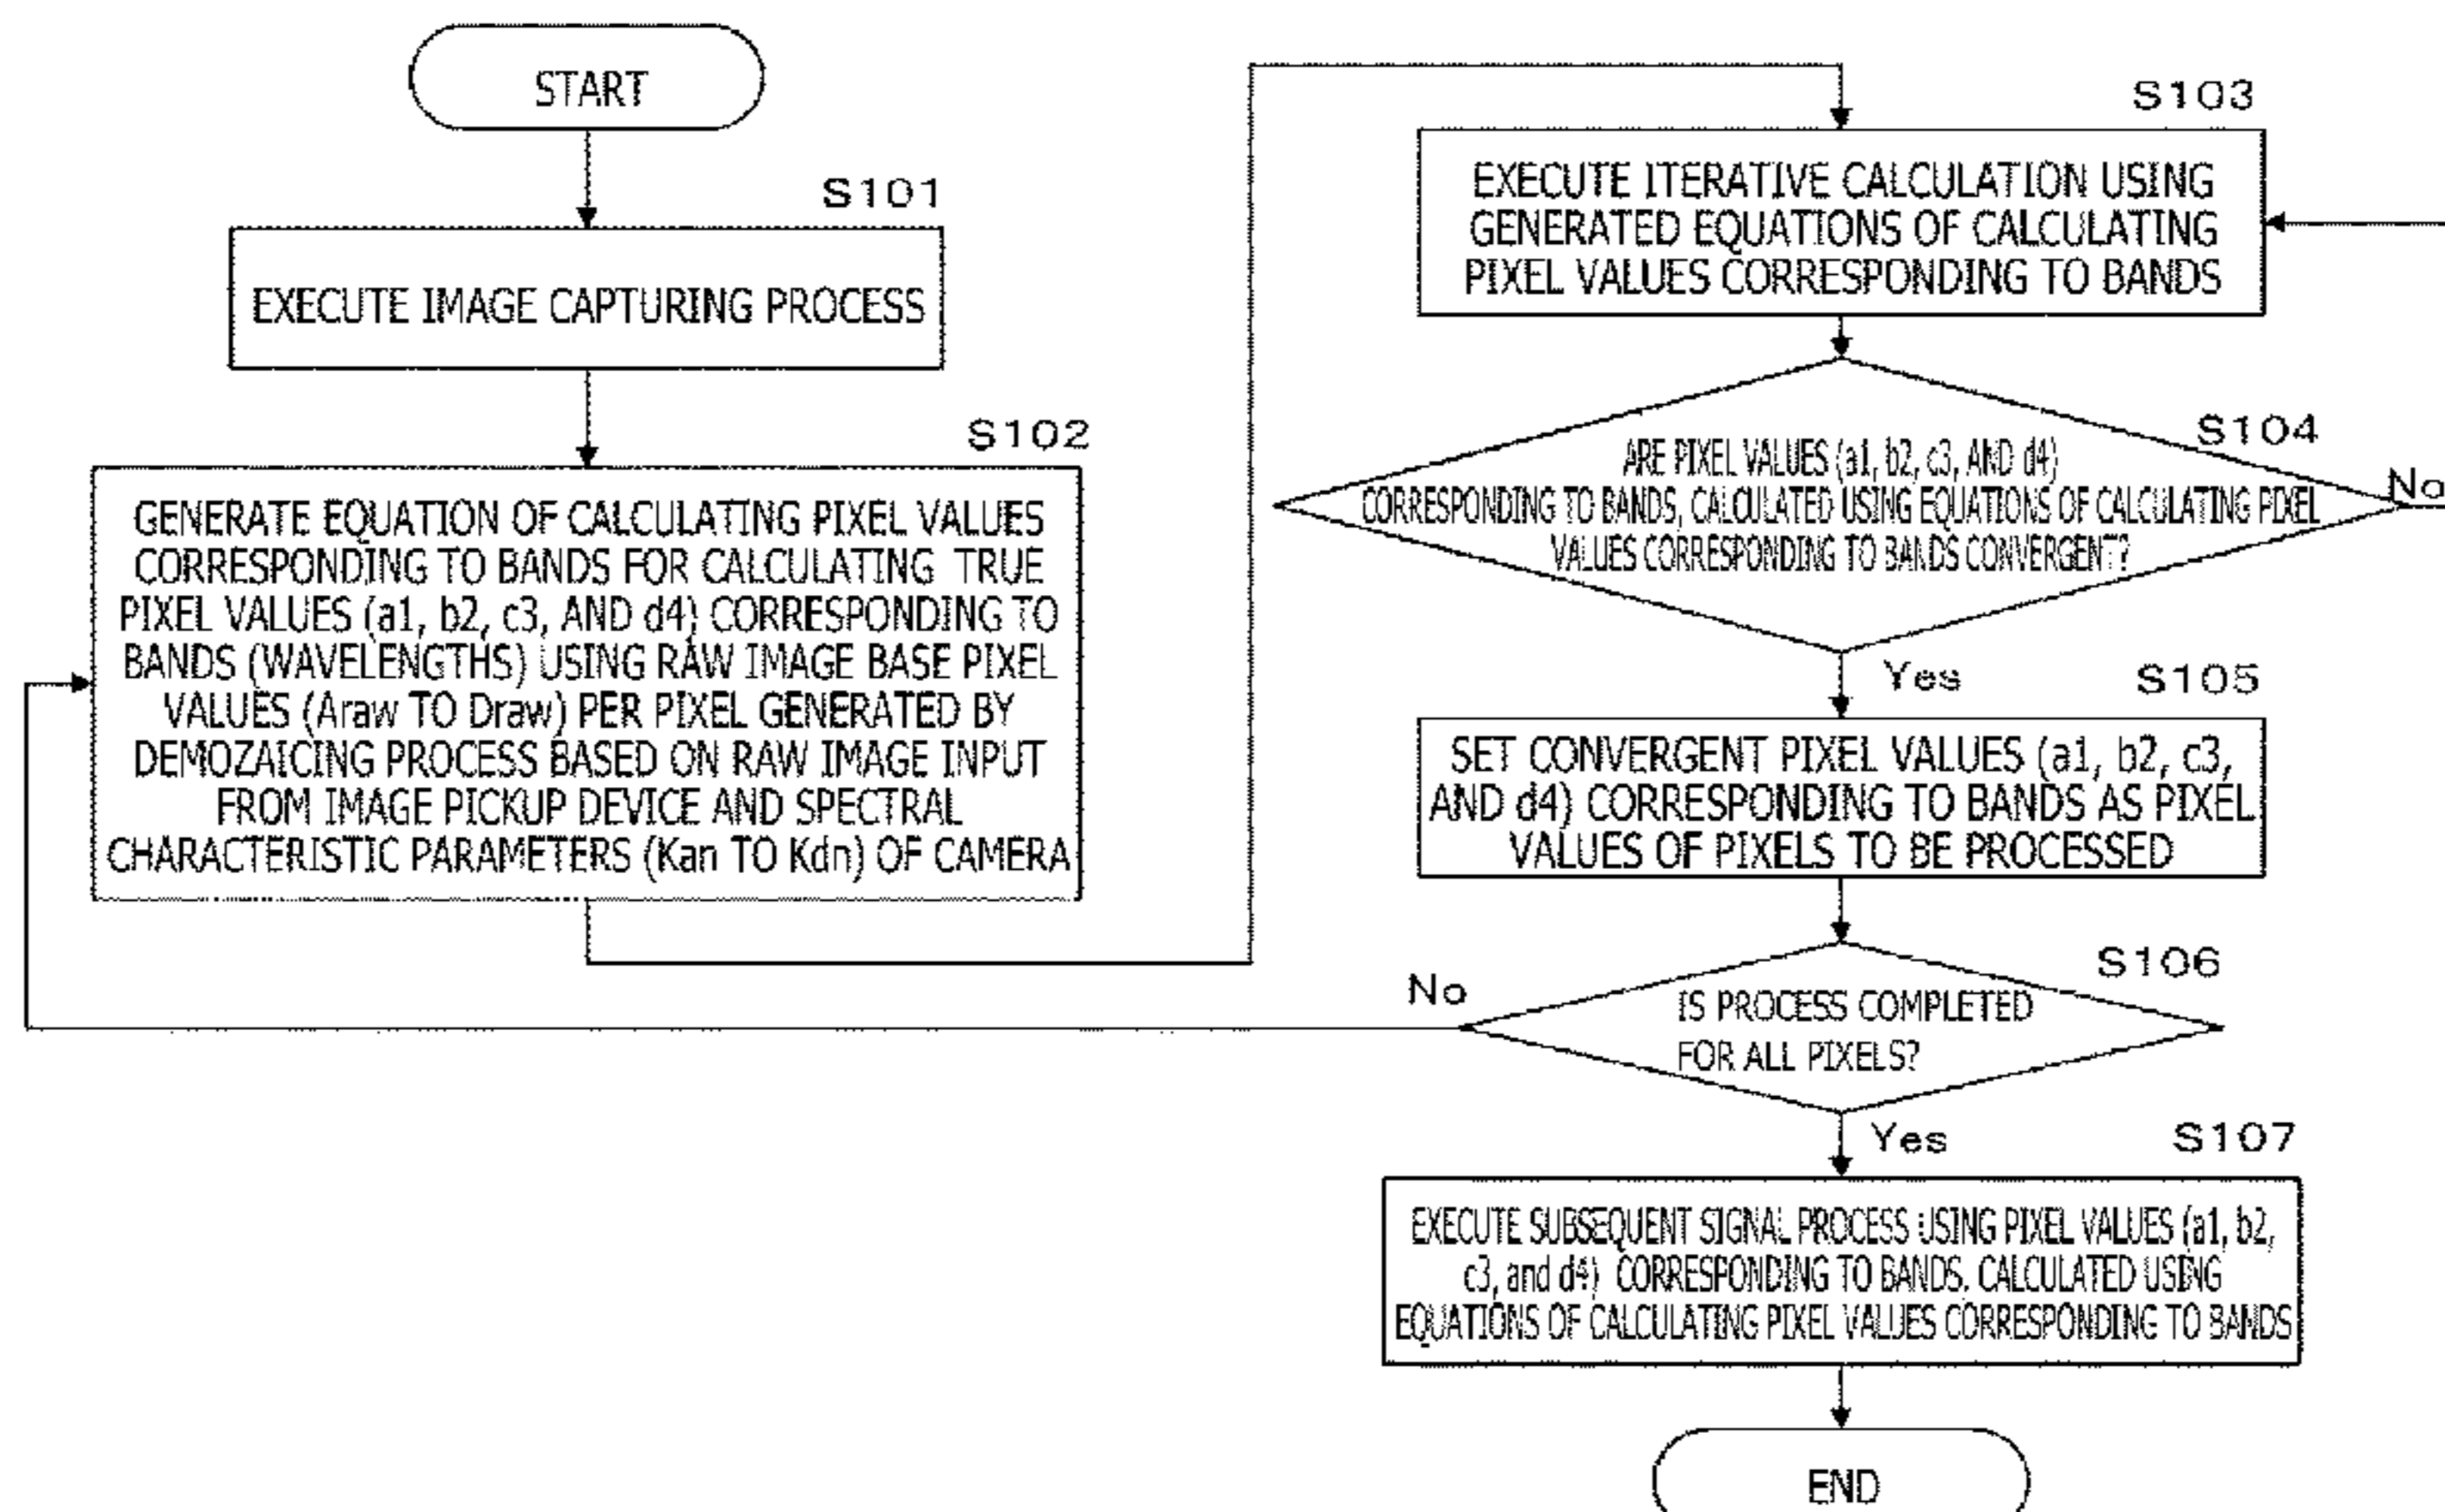 START
S101
EXECUTE IMAGE CAPTURING PROCESS
S102
GENERATE EQUATION OF CALCULATING PIXEL VALUES
CORRESPONDING TO BANDS FOR CALCULATING TRUE
PIXEL VALUES (a1, b2, c3, AND d4) CORRESPONDING TO
BANDS (WAVELENGTHS) USING RAW IMAGE BASE PIXEL
VALUES (Araw TO Draw) PER PIXEL GENERATED BY
DEMOZAICING PROCESS BASED ON RAW IMAGE INPUT
FROM IMAGE PICKUP DEVICE AND SPECTRAL
CHARACTERISTIC PARAMETERS (Kan TO Kdn) OF CAMERA
S103
EXECUTE ITERATIVE CALCULATION USING
GENERATED EQUATIONS OF CALCULATING
PIXEL VALUES CORRESPONDING TO BANDS
S104
ARE PIXEL VALUES (a1, b2, c3, AND d4)
CORRESPONDING TO BANDS, CALCULATED USING EQUATIONS OF CALCULATING PIXEL
VALUES CORRESPONDING TO BANDS CONVERGENT?
No
Yes
S105
SET CONVERGENT PIXEL VALUES (a1, b2, c3,
AND d4) CORRESPONDING TO BANDS AS PIXEL
VALUES OF PIXELS TO BE PROCESSED
S106
No
IS PROCESS COMPLETED
FOR ALL PIXELS?
Yes
S107
EXECUTE SUBSEQUENT SIGNAL PROCESS USING PIXEL VALUES (a1, b2,
c3, and d4) CORRESPONDING TO BANDS. CALCULATED USING
EQUATIONS OF CALCULATING PIXEL VALUES CORRESPONDING TO BANDS
END